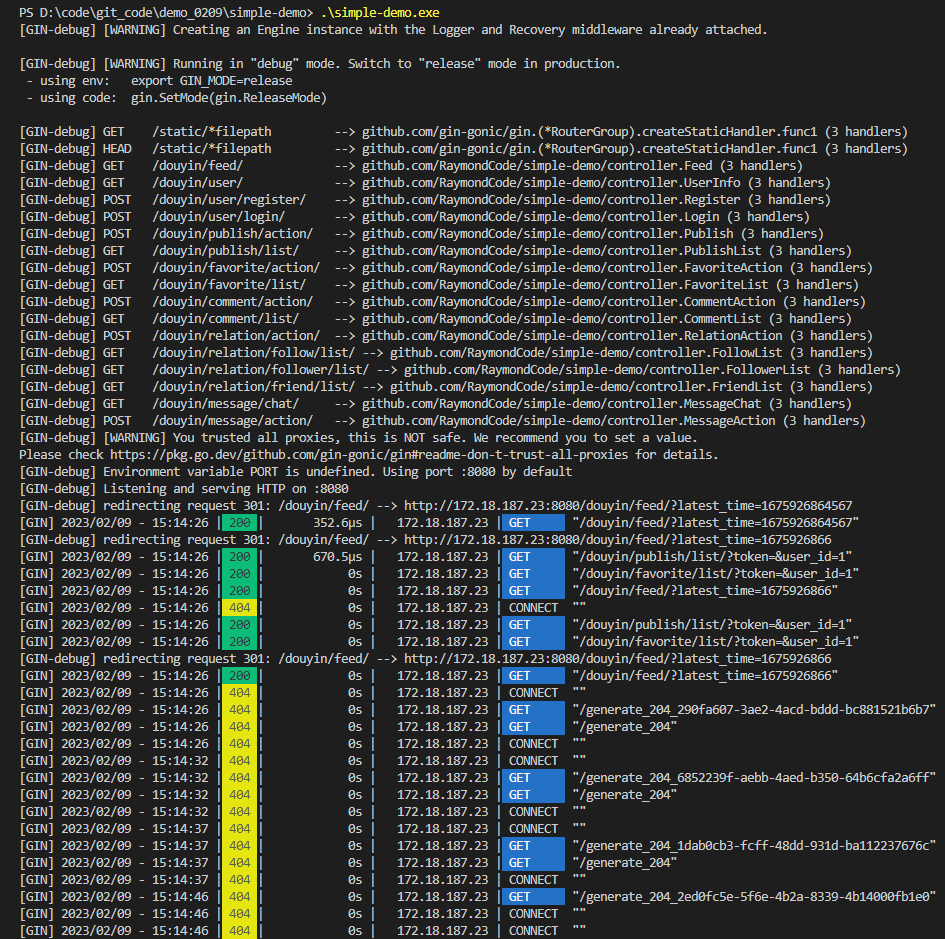 PS D:\code\git_code\demo_0209\simple-demo> .\simple-demo.exe
[GIN-debug] [WARNING] Creating an Engine instance with the Logger and Recovery middleware already attached.
[GIN-debug] [WARNING] Running in "debug" mode. Switch to "release" mode in production.
- using env:   export GIN_MODE=release
- using code:  gin.SetMode(gin.ReleaseMode)
[GIN-debug] GET    /static/*filepath         --> github.com/gin-gonic/gin.(*RouterGroup).createStaticHandler.func1 (3 handlers)
[GIN-debug] HEAD   /static/*filepath         --> github.com/gin-gonic/gin.(*RouterGroup).createStaticHandler.func1 (3 handlers)
[GIN-debug] GET    /douyin/feed/             --> github.com/RaymondCode/simple-demo/controller.Feed (3 handlers)
[GIN-debug] GET    /douyin/user/             --> github.com/RaymondCode/simple-demo/controller.UserInfo (3 handlers)
[GIN-debug] POST   /douyin/user/register/    --> github.com/RaymondCode/simple-demo/controller.Register (3 handlers)
[GIN-debug] POST   /douyin/user/login/       --> github.com/RaymondCode/simple-demo/controller.Login (3 handlers)
[GIN-debug] POST   /douyin/publish/action/   --> github.com/RaymondCode/simple-demo/controller.Publish (3 handlers)
[GIN-debug] GET    /douyin/publish/list/     --> github.com/RaymondCode/simple-demo/controller.PublishList (3 handlers)
[GIN-debug] POST   /douyin/favorite/action/  --> github.com/RaymondCode/simple-demo/controller.FavoriteAction (3 handlers)
[GIN-debug] GET    /douyin/favorite/list/    --> github.com/RaymondCode/simple-demo/controller.FavoriteList (3 handlers)
[GIN-debug] POST   /douyin/comment/action/   --> github.com/RaymondCode/simple-demo/controller.CommentAction (3 handlers)
[GIN-debug] GET    /douyin/comment/list/     --> github.com/RaymondCode/simple-demo/controller.CommentList (3 handlers)
[GIN-debug] POST   /douyin/relation/action/  --> github.com/RaymondCode/simple-demo/controller.RelationAction (3 handlers)
[GIN-debug] GET    /douyin/relation/follow/list/ --> github.com/RaymondCode/simple-demo/controller.FollowList (3 handlers)
[GIN-debug] GET    /douyin/relation/follower/list/ --> github.com/RaymondCode/simple-demo/controller.FollowerList (3 handlers)
[GIN-debug] GET    /douyin/relation/friend/list/ --> github.com/RaymondCode/simple-demo/controller.FriendList (3 handlers)
[GIN-debug] GET    /douyin/message/chat/     --> github.com/RaymondCode/simple-demo/controller.MessageChat (3 handlers)
[GIN-debug] POST   /douyin/message/action/   --> github.com/RaymondCode/simple-demo/controller.MessageAction (3 handlers)
[GIN-debug] [WARNING] You trusted all proxies, this is NOT safe. We recommend you to set a value.
Please check https://pkg.go.dev/github.com/gin-gonic/gin#readme-don-t-trust-all-proxies for details.
[GIN-debug] Environment variable PORT is undefined. Using port :8080 by default
[GIN-debug] Listening and serving HTTP on :8080
[GIN-debug] redirecting request 301: /douyin/feed/ --> http://172.18.187.23:8080/douyin/feed/?latest_time=1675926864567
[GIN] 2023/02/09 - 15:14:26 | 200 |       352.6µs |   172.18.187.23 | GET      "/douyin/feed/?latest_time=1675926864567"
[GIN-debug] redirecting request 301: /douyin/feed/ --> http://172.18.187.23:8080/douyin/feed/?latest_time=1675926866
[GIN] 2023/02/09 - 15:14:26 | 200 |       670.5µs |   172.18.187.23 | GET      "/douyin/publish/list/?token=&user_id=1"
[GIN] 2023/02/09 - 15:14:26 | 200 |            0s |   172.18.187.23 | GET      "/douyin/favorite/list/?token=&user_id=1"
[GIN] 2023/02/09 - 15:14:26 | 200 |            0s |   172.18.187.23 | GET      "/douyin/feed/?latest_time=1675926866"
[GIN] 2023/02/09 - 15:14:26 | 404 |            0s |   172.18.187.23 | CONNECT  ""
[GIN] 2023/02/09 - 15:14:26 | 200 |            0s |   172.18.187.23 | GET      "/douyin/publish/list/?token=&user_id=1"
[GIN] 2023/02/09 - 15:14:26 | 200 |            0s |   172.18.187.23 | GET      "/douyin/favorite/list/?token=&user_id=1"
[GIN-debug] redirecting request 301: /douyin/feed/ --> http://172.18.187.23:8080/douyin/feed/?latest_time=1675926866
[GIN] 2023/02/09 - 15:14:26 | 200 |            0s |   172.18.187.23 | GET      "/douyin/feed/?latest_time=1675926866"
[GIN] 2023/02/09 - 15:14:26 | 404 |            0s |   172.18.187.23 | CONNECT  ""
[GIN] 2023/02/09 - 15:14:26 | 404 |            0s |   172.18.187.23 | GET      "/generate_204_290fa607-3ae2-4acd-bddd-bc881521b6b7"
[GIN] 2023/02/09 - 15:14:26 | 404 |            0s |   172.18.187.23 | GET      "/generate_204"
[GIN] 2023/02/09 - 15:14:26 | 404 |            0s |   172.18.187.23 | CONNECT  ""
[GIN] 2023/02/09 - 15:14:32 | 404 |            0s |   172.18.187.23 | CONNECT  ""
[GIN] 2023/02/09 - 15:14:32 | 404 |            0s |   172.18.187.23 | GET      "/generate_204_6852239f-aebb-4aed-b350-64b6cfa2a6ff"
[GIN] 2023/02/09 - 15:14:32 | 404 |            0s |   172.18.187.23 | GET      "/generate_204"
[GIN] 2023/02/09 - 15:14:32 | 404 |            0s |   172.18.187.23 | CONNECT  ""
[GIN] 2023/02/09 - 15:14:37 | 404 |            0s |   172.18.187.23 | CONNECT  ""
[GIN] 2023/02/09 - 15:14:37 | 404 |            0s |   172.18.187.23 | GET      "/generate_204_1dab0cb3-fcff-48dd-931d-ba112237676c"
[GIN] 2023/02/09 - 15:14:37 | 404 |            0s |   172.18.187.23 | GET      "/generate_204"
[GIN] 2023/02/09 - 15:14:37 | 404 |            0s |   172.18.187.23 | CONNECT  ""
[GIN] 2023/02/09 - 15:14:46 | 404 |            0s |   172.18.187.23 | GET      "/generate_204_2ed0fc5e-5f6e-4b2a-8339-4b14000fb1e0"
[GIN] 2023/02/09 - 15:14:46 | 404 |            0s |   172.18.187.23 | CONNECT  ""
[GIN] 2023/02/09 - 15:14:46 | 404 |            0s |   172.18.187.23 | CONNECT  ""